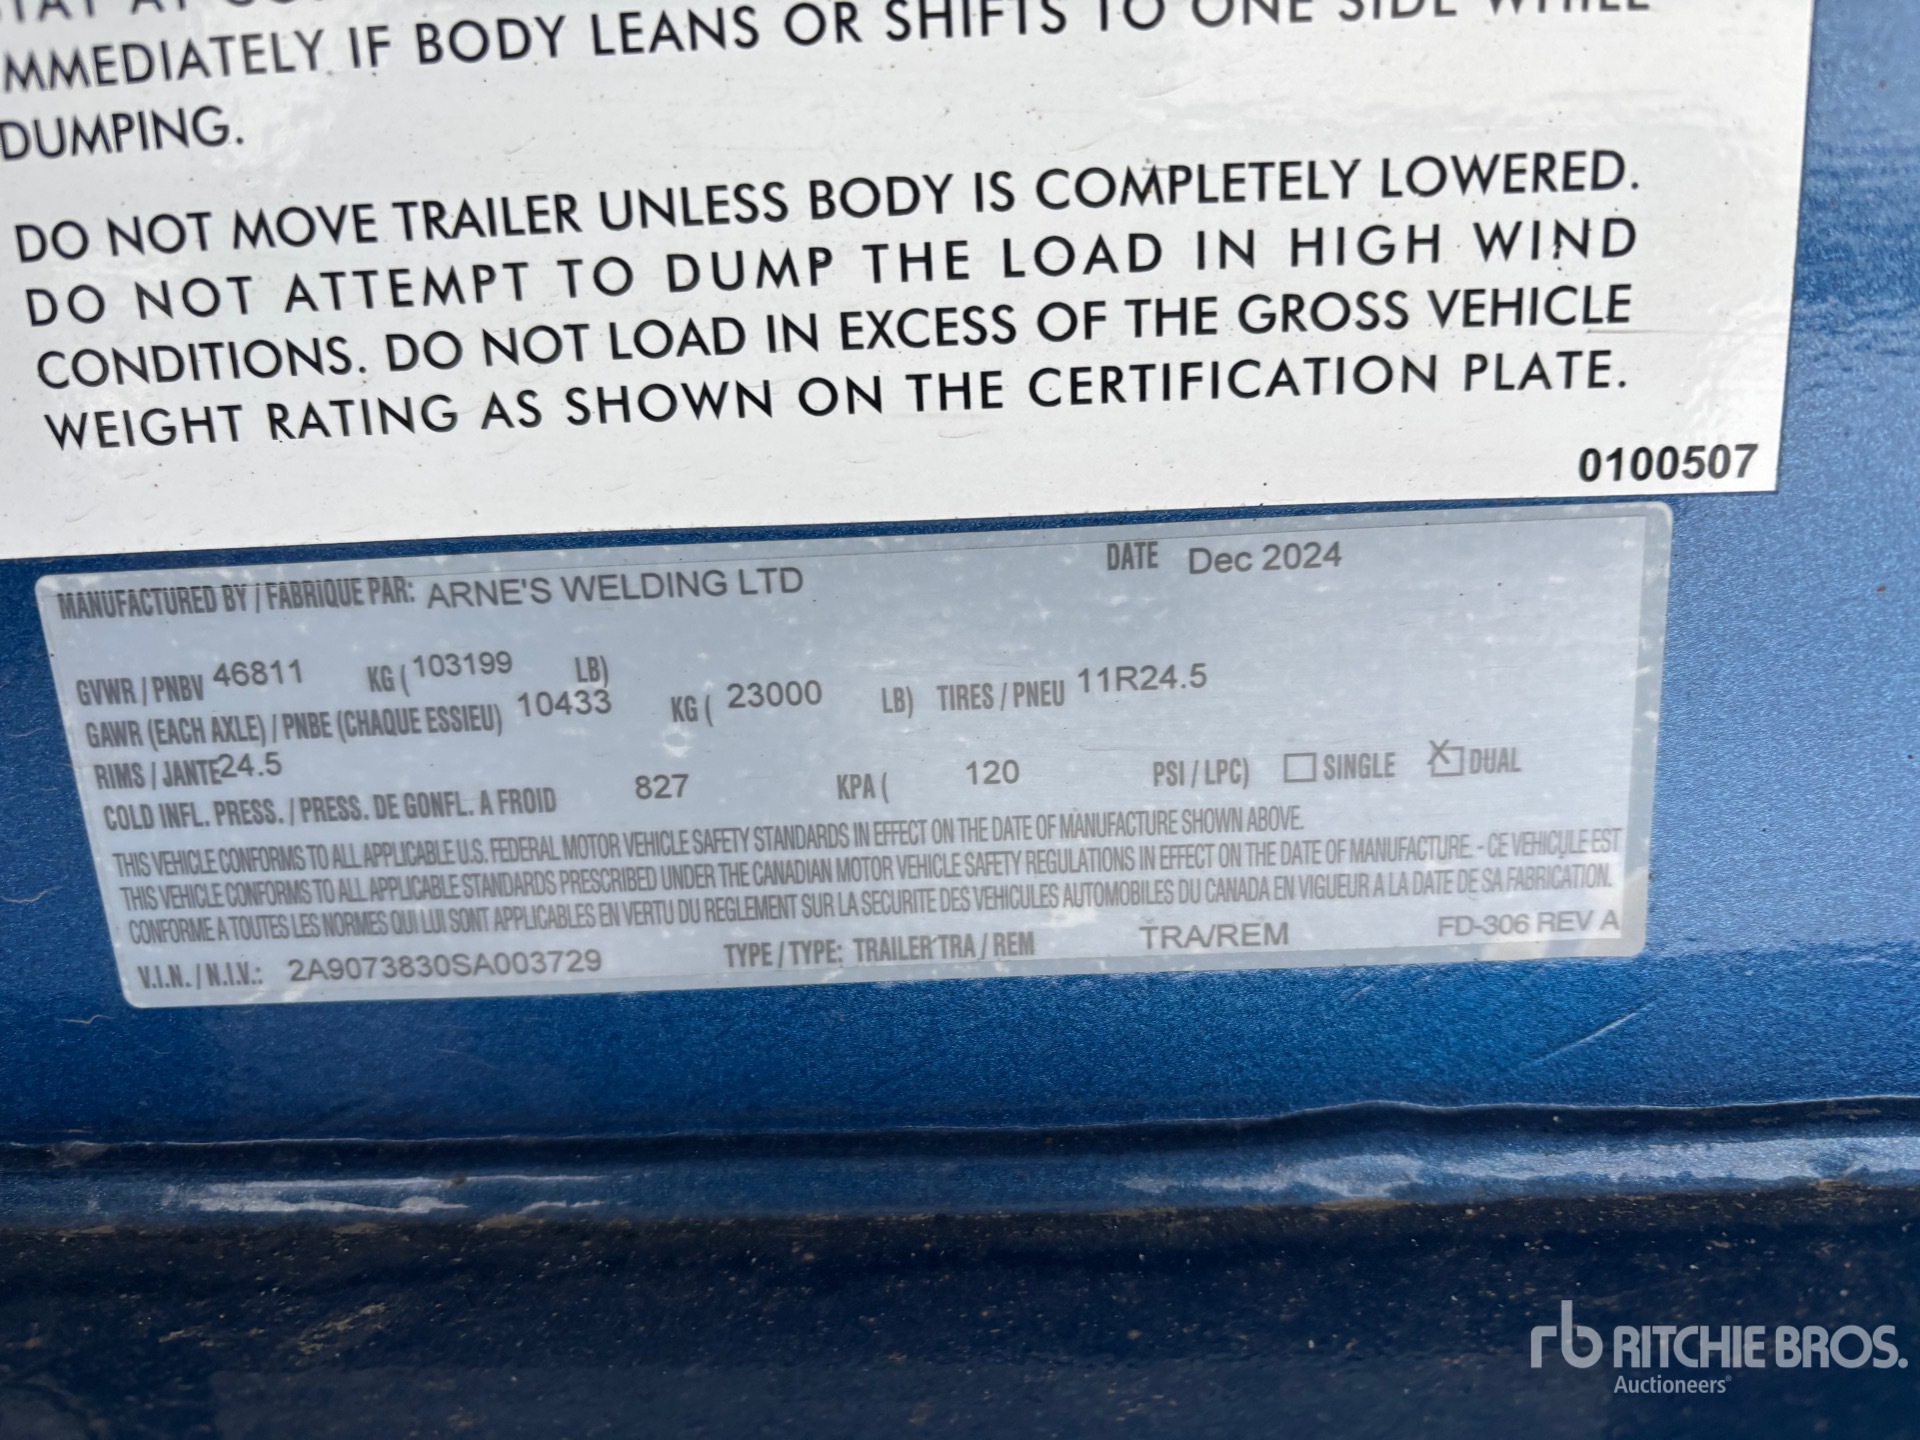 IMMEDIATELY IF BODY LEANS OR SHIFTS TO ONE SIDE WHILE
DUMPING.
DO NOT MOVE TRAILER UNLESS BODY IS COMPLETELY LOWERED.
DO NOT ATTEMPT TO DUMP THE LOAD IN HIGH WIND
CONDITIONS. DO NOT LOAD IN EXCESS OF THE GROSS VEHICLE
WEIGHT RATING AS SHOWN ON THE CERTIFICATION PLATE.
0100507
MANUFACTURED BY / FABRIQUE PAR: ARNE'S WELDING LTD DATE Dec 2024
GVWR / PNBV 46811 KG ( 103199 LB)
GAWR (EACH AXLE) / PNBE (CHAQUE ESSIEU) 10433 KG ( 23000 LB) TIRES / PNEU 11R24.5
RIMS / JANTE 24.5
COLD INFL. PRESS. / PRESS. DE GONFL. A FROID 827 KPA ( 120 PSI / LPC) SINGLE X DUAL
THIS VEHICLE CONFORMS TO ALL APPLICABLE U.S. FEDERAL MOTOR VEHICLE SAFETY STANDARDS IN EFFECT ON THE DATE OF MANUFACTURE SHOWN ABOVE.
THIS VEHICLE CONFORMS TO ALL APPLICABLE STANDARDS PRESCRIBED UNDER THE CANADIAN MOTOR VEHICLE SAFETY REGULATIONS IN EFFECT ON THE DATE OF MANUFACTURE. - CE VEHICULE EST
CONFORME A TOUTES LES NORMES QUI LUI SONT APPLICABLES EN VERTU DU REGLEMENT SUR LA SECURITE DES VEHICULES AUTOMOBILES DU CANADA EN VIGUEUR A LA DATE DE SA FABRICATION.
V.I.N. / N.I.V.: 2A9073830SA003729 TYPE / TYPE: TRAILER TRA / REM TRA/REM FD-306 REV A
rb RITCHIE BROS.
Auctioneers